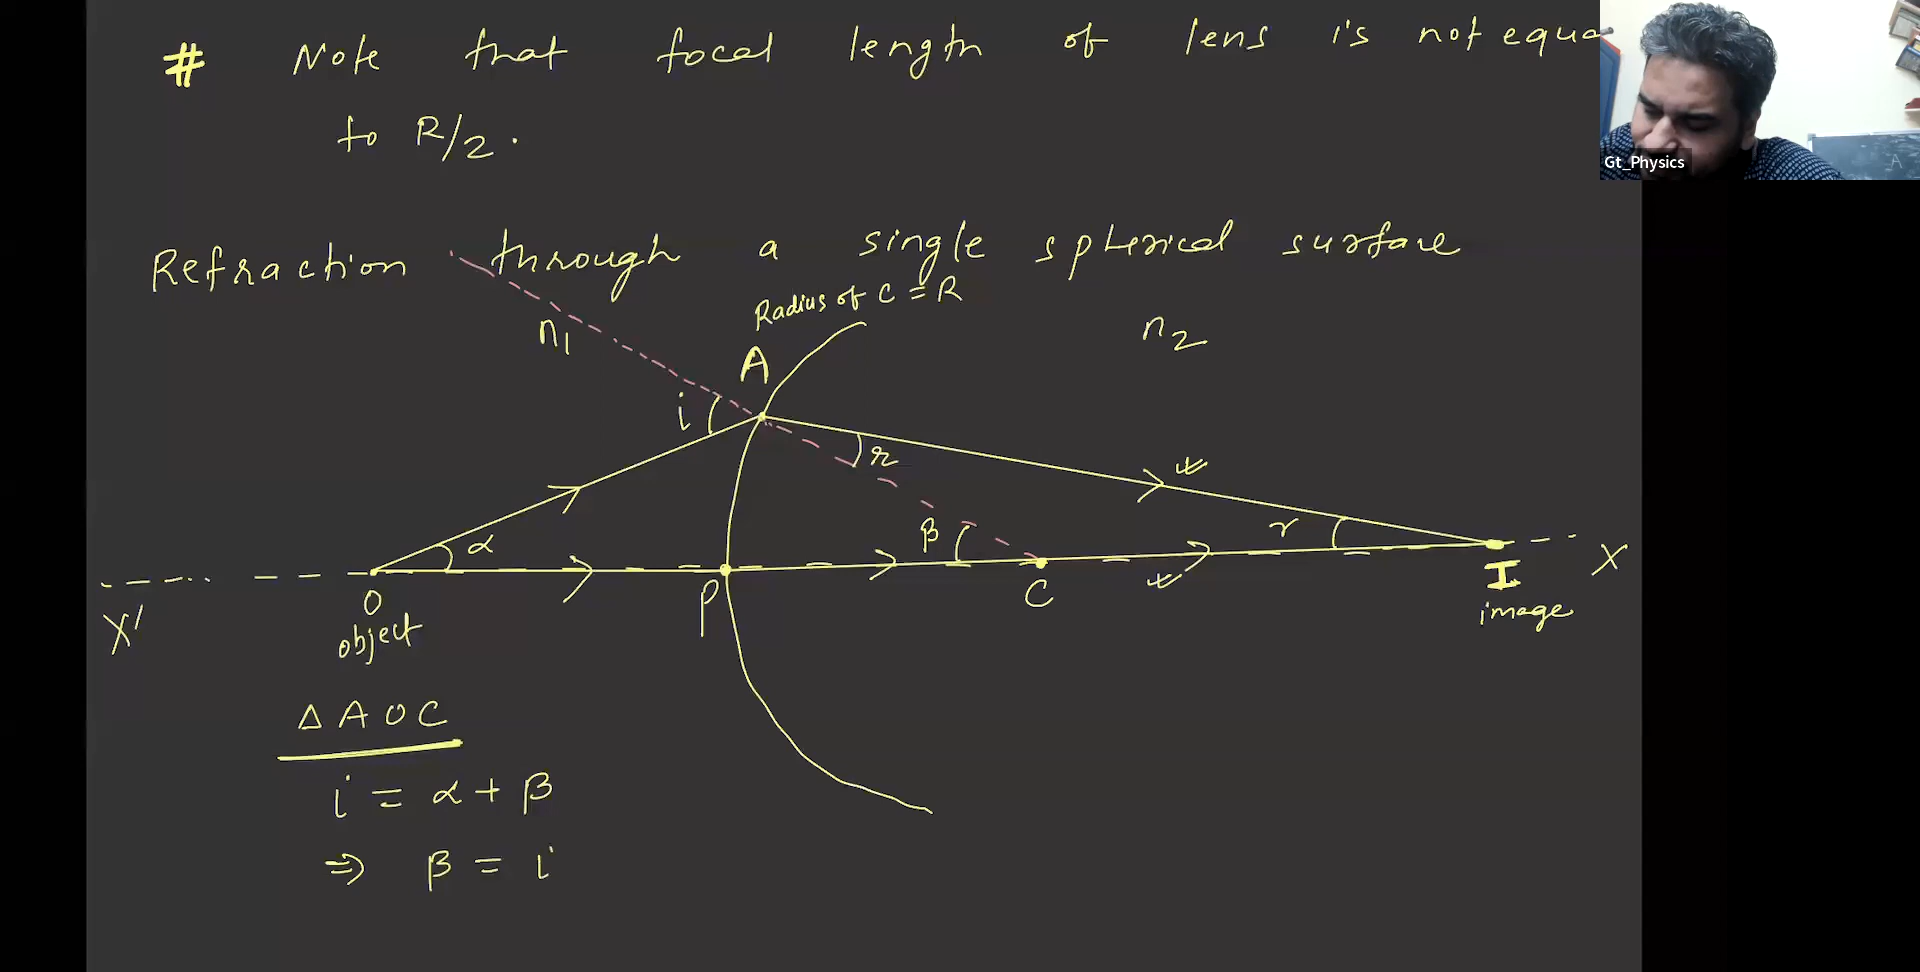 # Note that focal length of lens is not equa
to R/2.
Gt_Physics
A
Refraction through a single spherical surface
Radius of C = R
n1
n2
A
i
r
α
β
γ
X'
O
object
P
C
I
image
X
Δ AOC
i = α + β
⇒ β = i